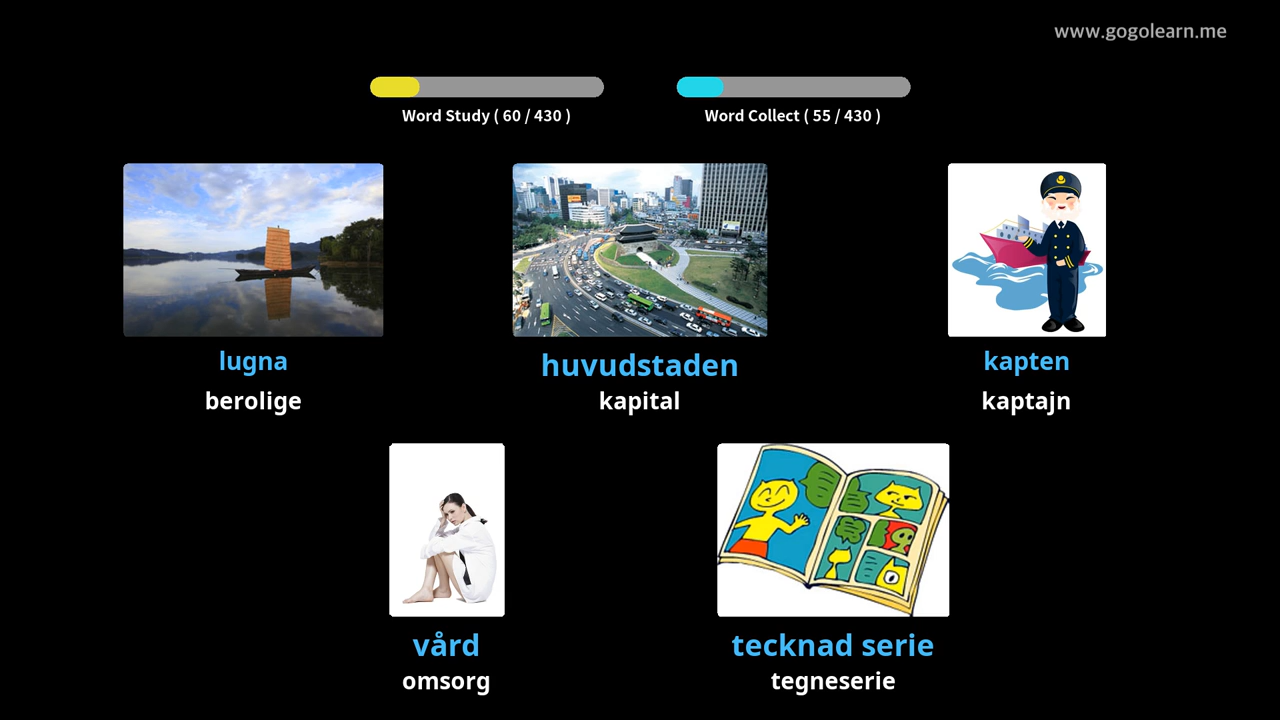 www.gogolearn.me
Word Study ( 60 / 430 )
Word Collect ( 55 / 430 )
lugna
berolige
huvudstaden
kapital
kapten
kaptajn
vård
omsorg
tecknad serie
tegneserie